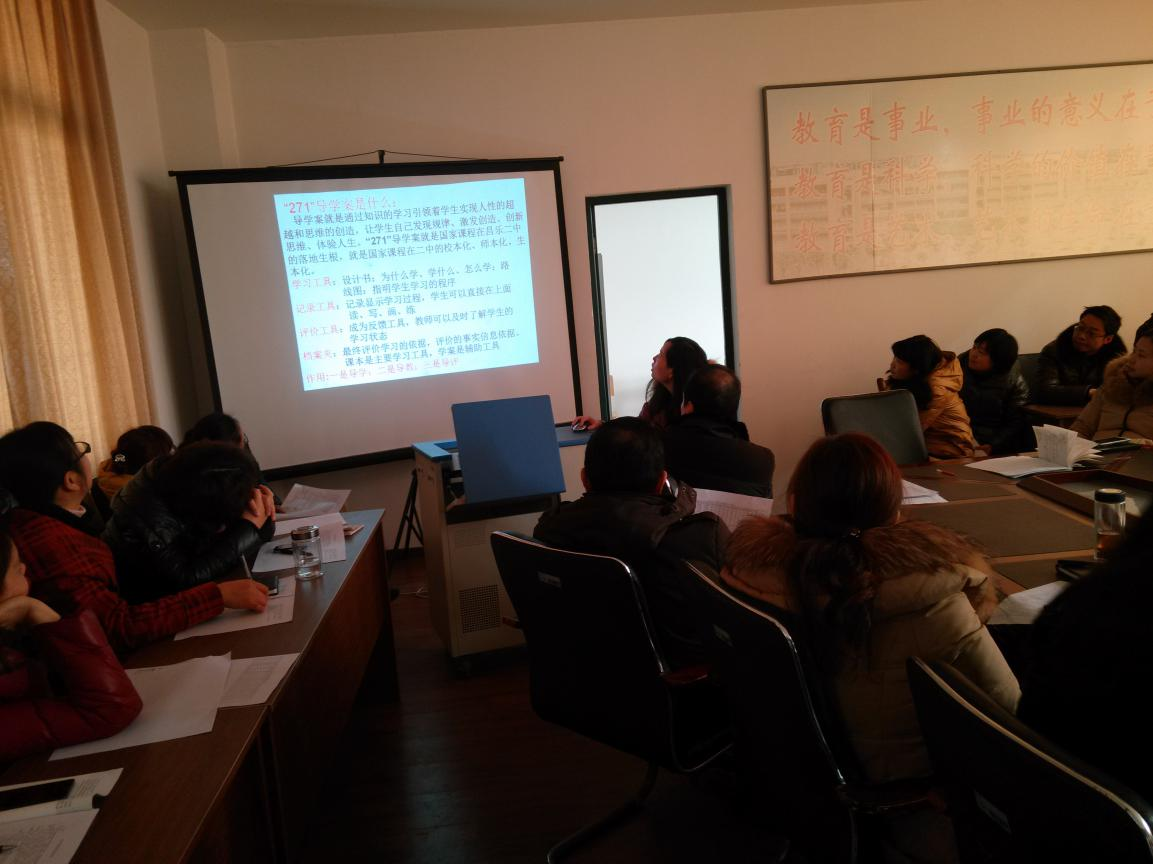 “271”导学案是什么：
导学案就是通过知识的学习引领着学生实现人性的超
越和思维的创造，让学生自己发现规律、激发创造、创新
思维、体验人生。“271”导学案就是国家课程在昌乐二中
的落地生根，就是国家课程在二中的校本化、师本化、生
本化。
学习工具：设计书：为什么学、学什么、怎么学；路
线图：指明学生学习的程序
记录工具：记录显示学习过程，学生可以直接在上面
读、写、画、练
评价工具：成为反馈工具，教师可以及时了解学生的
学习状态
档案夹：最终评价学习的依据，评价的事实信息依据。
课本是主要学习工具，学案是辅助工具
作用:一是导学；二是导教；三是导评
教育是事业，事业的意义在于
教育是科学，科学的价值在
教育是